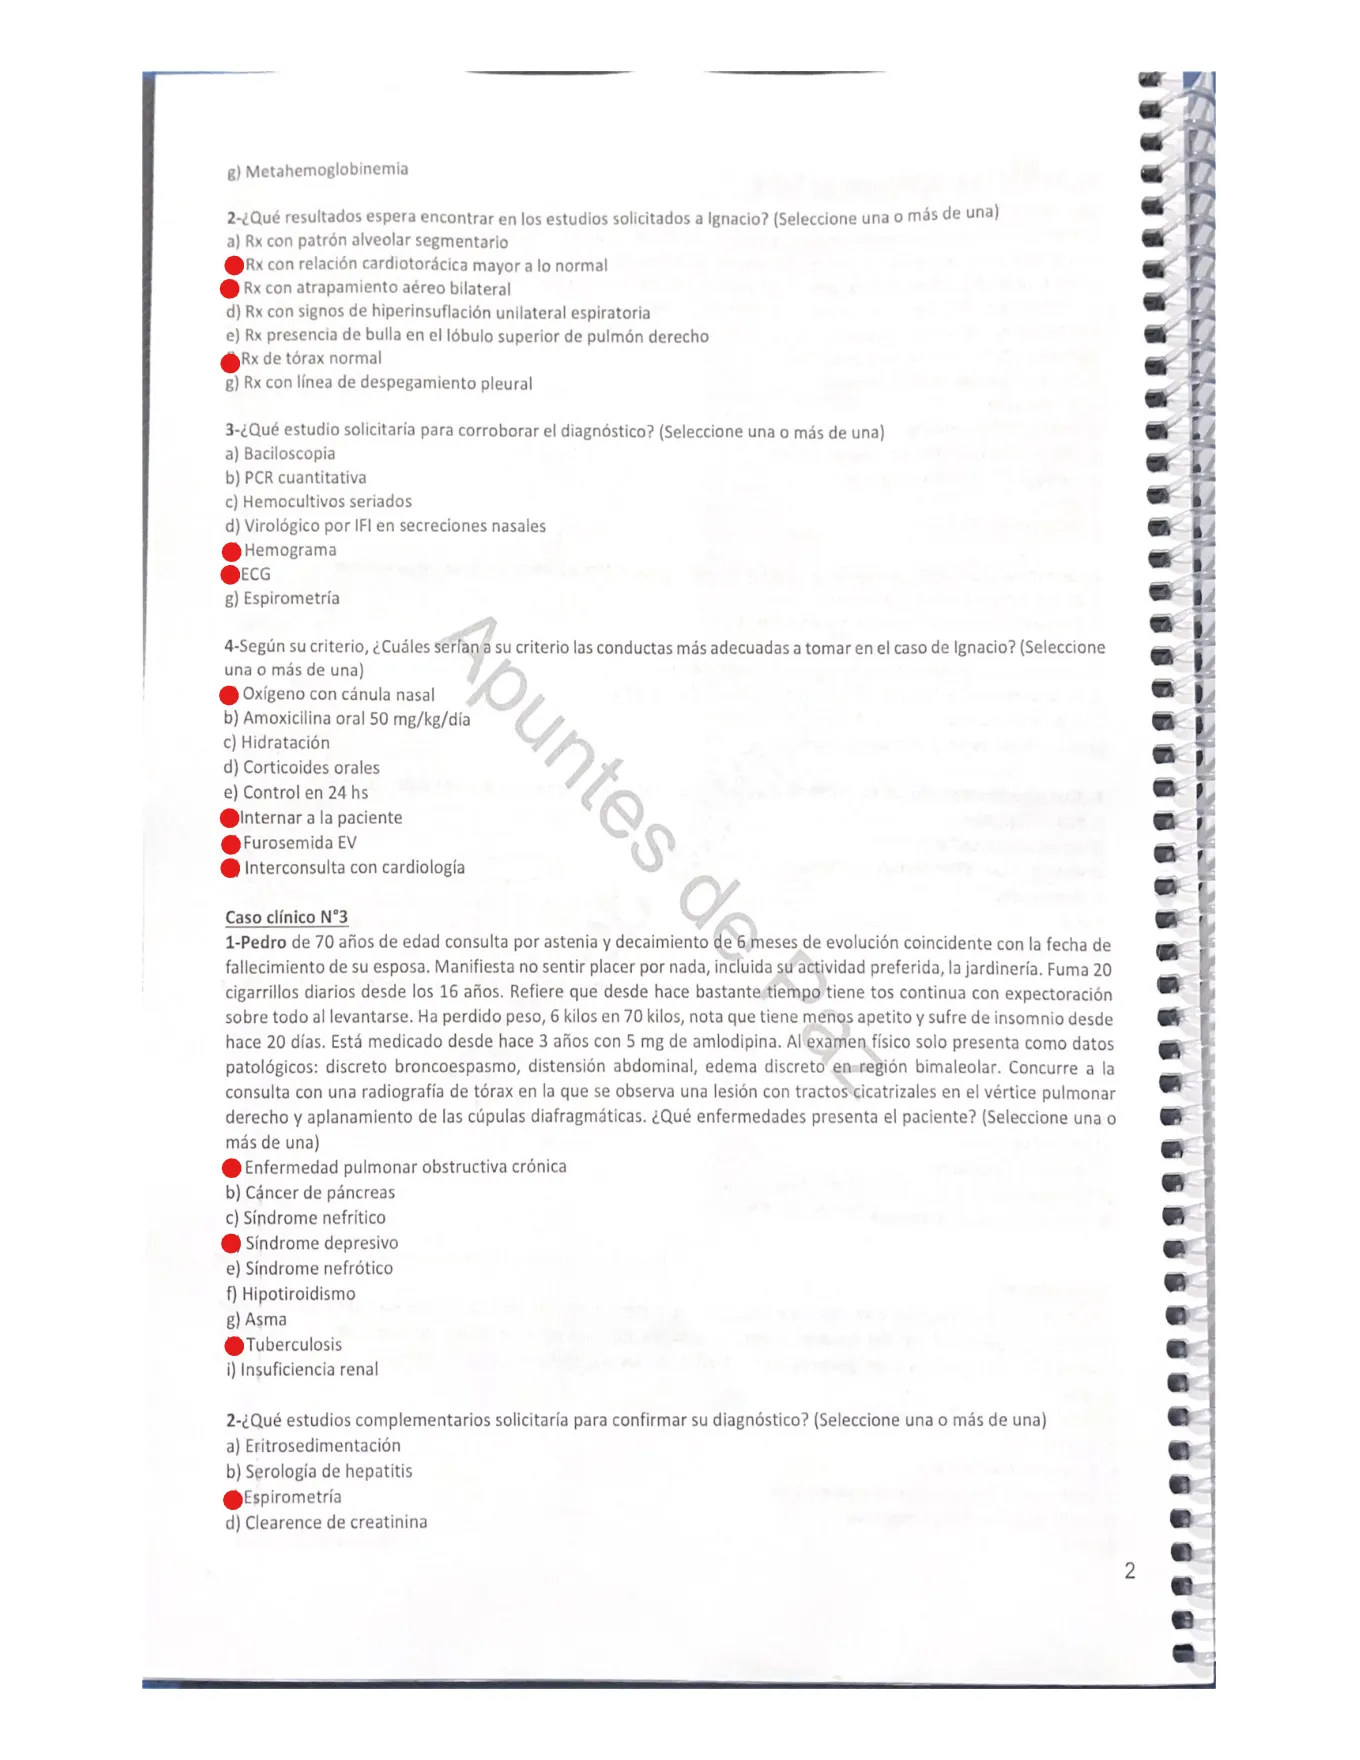 g) Metahemoglobinemia
2-¿Qué resultados espera encontrar en los estudios solicitados a Ignacio? (Seleccione una o más de una)
a) Rx con patrón alveolar segmentario
Rx con relación cardiotorácica mayor a lo normal
Rx con atrapamiento aéreo bilateral
d) Rx con signos de hiperinsuflación unilateral espiratoria
e) Rx presencia de bulla en el lóbulo superior de pulmón derecho
Rx de tórax normal
g) Rx con línea de despegamiento pleural
3-¿Qué estudio solicitaría para corroborar el diagnóstico? (Seleccione una o más de una)
a) Baciloscopia
b) PCR cuantitativa
c) Hemocultivos seriados
d) Virológico por IFI en secreciones nasales
Hemograma
ECG
g) Espirometría
4-Según su criterio, ¿Cuáles serían a su criterio las conductas más adecuadas a tomar en el caso de Ignacio? (Seleccione
una o más de una)
Oxígeno con cánula nasal
b) Amoxicilina oral 50 mg/kg/día
c) Hidratación
d) Corticoides orales
e) Control en 24 hs
Internar a la paciente
Furosemida EV
Interconsulta con cardiología
Caso clínico N°3
1-Pedro de 70 años de edad consulta por astenia y decaimiento de 6 meses de evolución coincidente con la fecha de
fallecimiento de su esposa. Manifiesta no sentir placer por nada, incluida su actividad preferida, la jardinería. Fuma 20
cigarrillos diarios desde los 16 años. Refiere que desde hace bastante tiempo tiene tos continua con expectoración
sobre todo al levantarse. Ha perdido peso, 6 kilos en 70 kilos, nota que tiene menos apetito y sufre de insomnio desde
hace 20 días. Está medicado desde hace 3 años con 5 mg de amlodipina. Al examen físico solo presenta como datos
patológicos: discreto broncoespasmo, distensión abdominal, edema discreto en región bimaleolar. Concurre a la
consulta con una radiografía de tórax en la que se observa una lesión con tractos cicatrizales en el vértice pulmonar
derecho y aplanamiento de las cúpulas diafragmáticas. ¿Qué enfermedades presenta el paciente? (Seleccione una o
más de una)
Enfermedad pulmonar obstructiva crónica
b) Cáncer de páncreas
c) Síndrome nefrítico
Síndrome depresivo
e) Síndrome nefrótico
f) Hipotiroidismo
g) Asma
Tuberculosis
i) Insuficiencia renal
2-¿Qué estudios complementarios solicitaría para confirmar su diagnóstico? (Seleccione una o más de una)
a) Eritrosedimentación
b) Serología de hepatitis
Espirometría
d) Clearence de creatinina
2
Apuntes de Paz